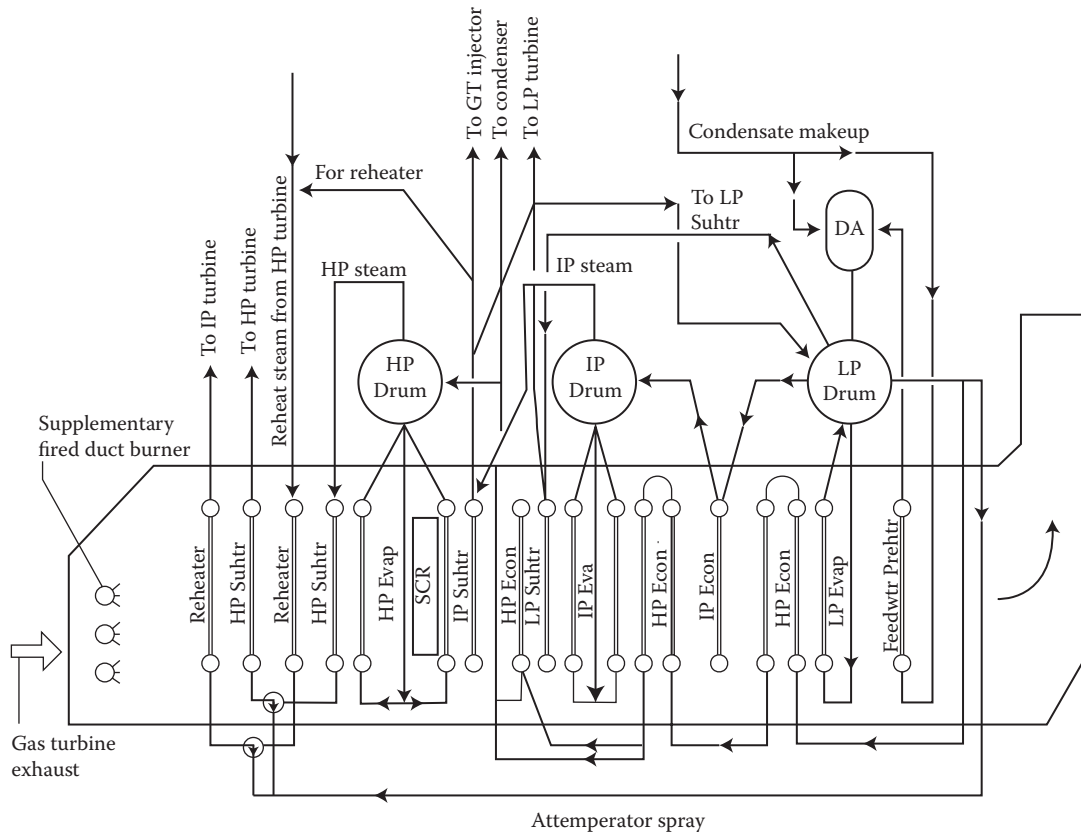 To GT injector
To condenser
To LP turbine
Condensate makeup
For reheater
To LP
Suhtr
DA
To IP turbine
To HP turbine
Reheat steam from HP turbine
HP steam
IP steam
HP
Drum
IP
Drum
LP
Drum
Supplementary
fired duct burner
Reheater
HP Suhtr
Reheater
HP Suhtr
HP Evap
SCR
IP Suhtr
HP Econ
LP Suhtr
IP Eva
HP Econ
IP Econ
HP Econ
LP Evap
Feedwtr Prehtr
Gas turbine
exhaust
Attemperator spray